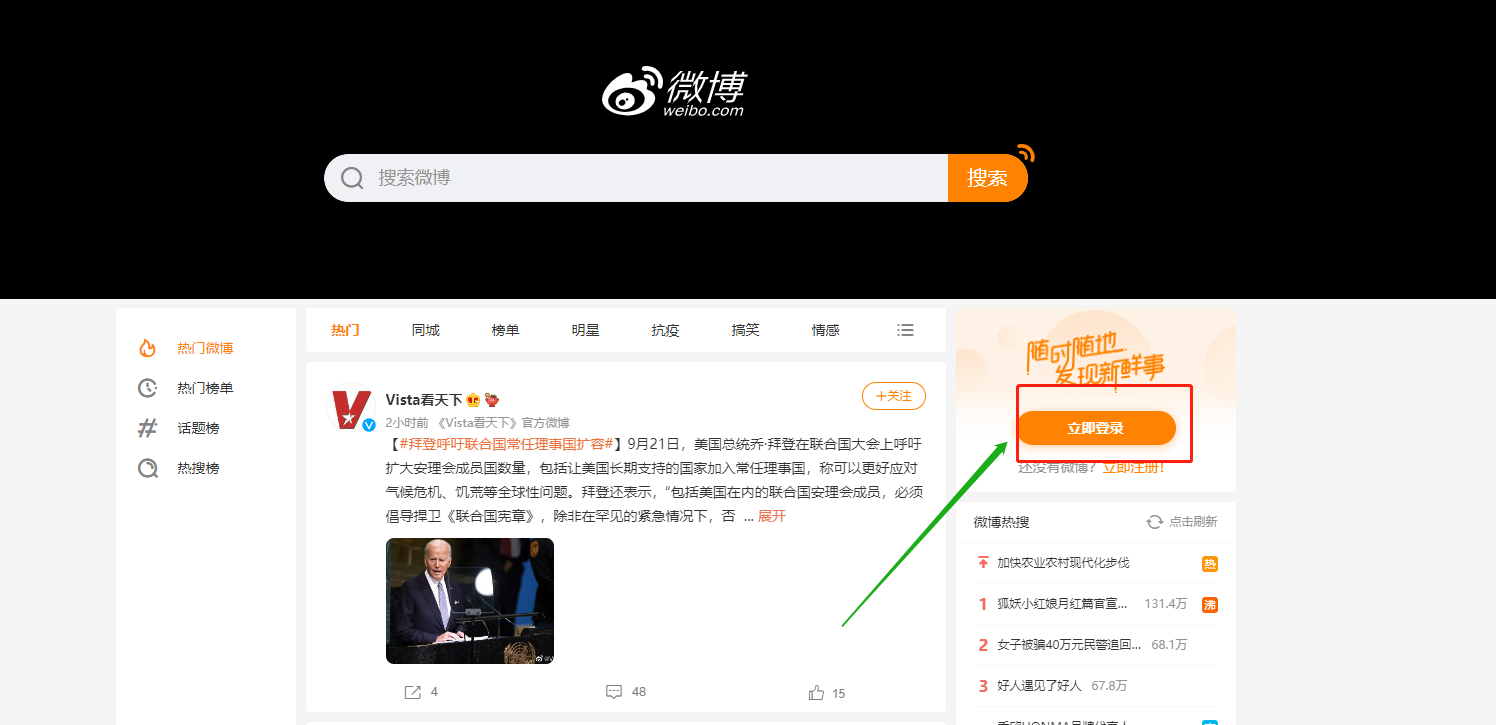 微博
weibo.com
搜索微博
搜索
热门微博
热门榜单
话题榜
热搜榜
热门 同城 榜单 明星 抗疫 搞笑 情感
Vista看天下
+关注
2小时前 《Vista看天下》官方微博
【#拜登呼吁联合国常任理事国扩容#】9月21日，美国总统乔·拜登在联合国大会上呼吁
扩大安理会成员国数量，包括让美国长期支持的国家加入常任理事国，称可以更好应对
气候危机、饥荒等全球性问题。拜登还表示，“包括美国在内的联合国安理会成员，必须
倡导捍卫《联合国宪章》，除非在罕见的紧急情况下，否 ... 展开
4 48 15
随时随地
发现新鲜事
立即登录
还没有微博？立即注册!
微博热搜 点击刷新
加快农业农村现代化步伐 热
1 狐妖小红娘月红篇官宣... 131.4万 沸
2 女子被骗40万元民警追回... 68.1万
3 好人遇见了好人 67.8万